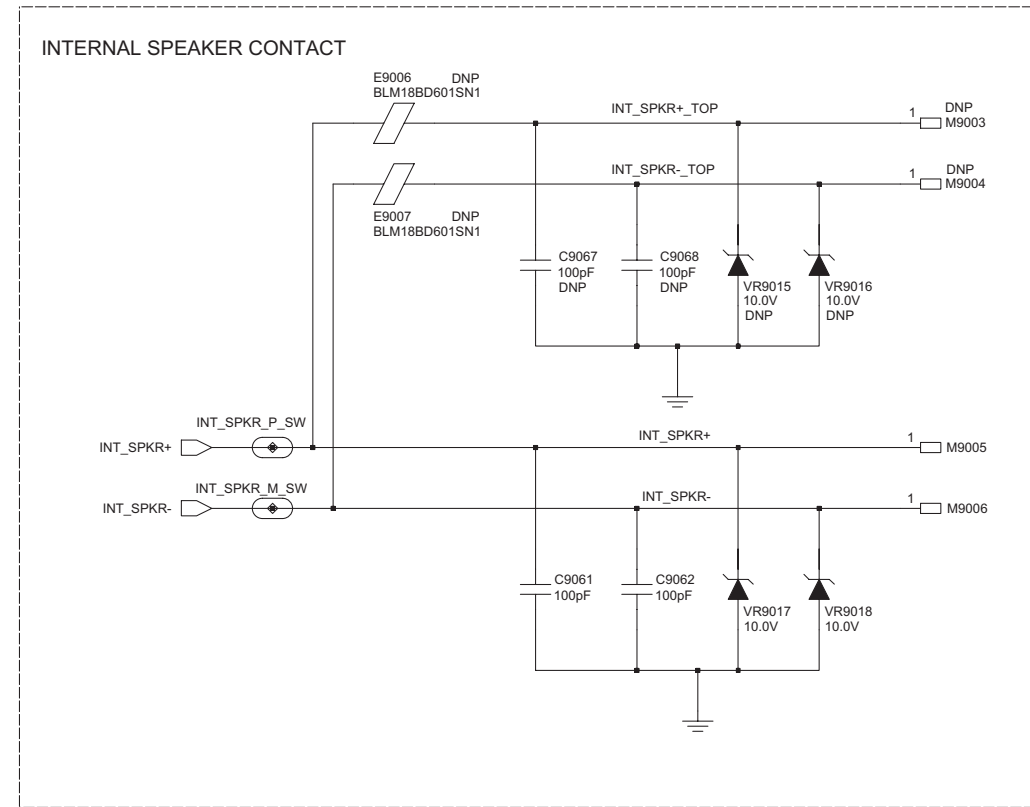 INTERNAL SPEAKER CONTACT
E9006 DNP
BLM18BD601SN1
INT_SPKR+_TOP
1
DNP
M9003
INT_SPKR-_TOP
1
DNP
M9004
E9007 DNP
BLM18BD601SN1
C9067
100pF
DNP
C9068
100pF
DNP
VR9015
10.0V
DNP
VR9016
10.0V
DNP
INT_SPKR_P_SW
INT_SPKR+
INT_SPKR+
1
M9005
INT_SPKR_M_SW
INT_SPKR-
INT_SPKR-
1
M9006
C9061
100pF
C9062
100pF
VR9017
10.0V
VR9018
10.0V